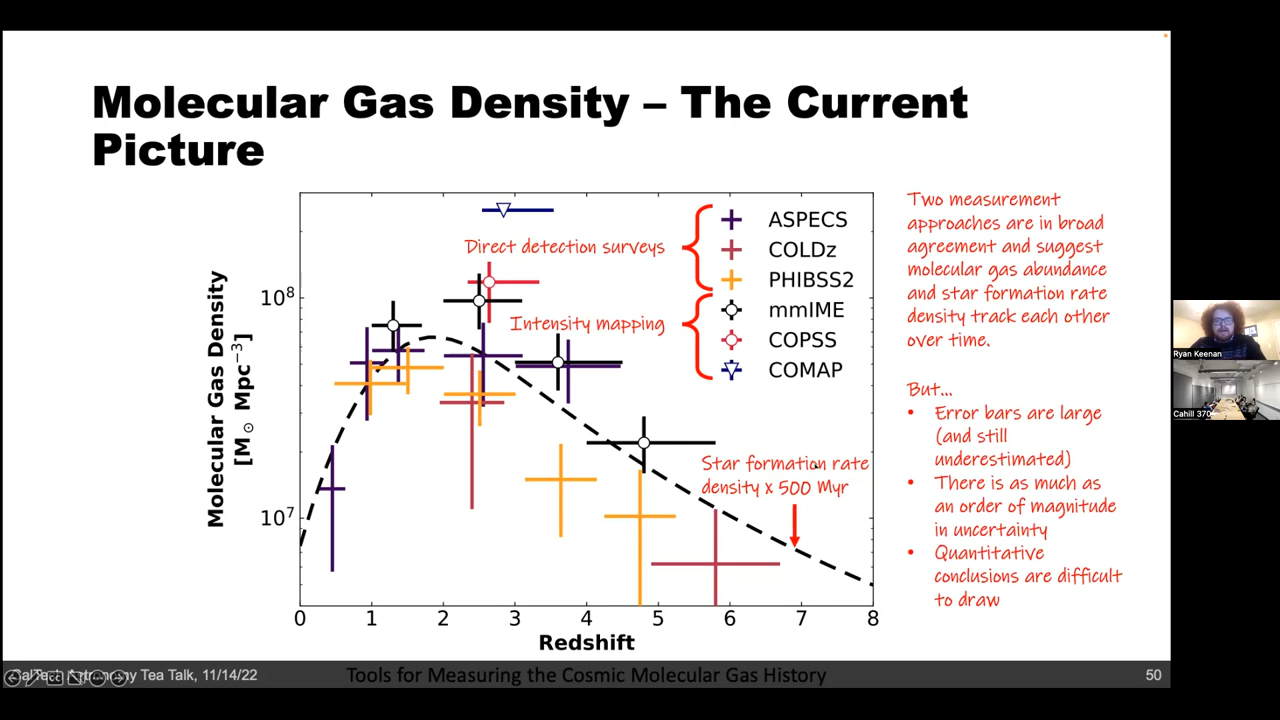 Molecular Gas Density – The Current
Picture
Molecular Gas Density
[M⊙ Mpc⁻³]
10⁸
10⁷
0 1 2 3 4 5 6 7 8
Redshift
Direct detection surveys
Intensity mapping
ASPECS
COLDz
PHIBSS2
mmIME
COPSS
COMAP
Star formation rate
density x 500 Myr
Two measurement
approaches are in broad
agreement and suggest
molecular gas abundance
and star formation rate
density track each other
over time.
But...
• Error bars are large
(and still
underestimated)
• There is as much as
an order of magnitude
in uncertainty
• Quantitative
conclusions are difficult
to draw
Ryan Keenan
Cahill 370
CalTech Astronomy Tea Talk, 11/14/22
Tools for Measuring the Cosmic Molecular Gas History
50